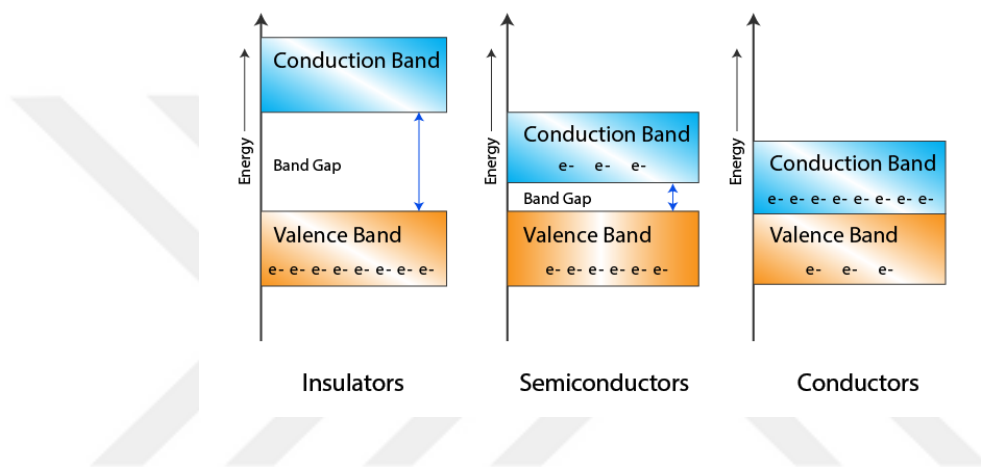 Energy
Conduction Band
Band Gap
Valence Band
e- e- e- e- e- e- e- e-
Insulators
Energy
Conduction Band
e- e- e-
Band Gap
Valence Band
e- e- e- e- e- e-
Semiconductors
Energy
Conduction Band
e- e- e- e- e- e- e- e-
Valence Band
e- e- e-
Conductors